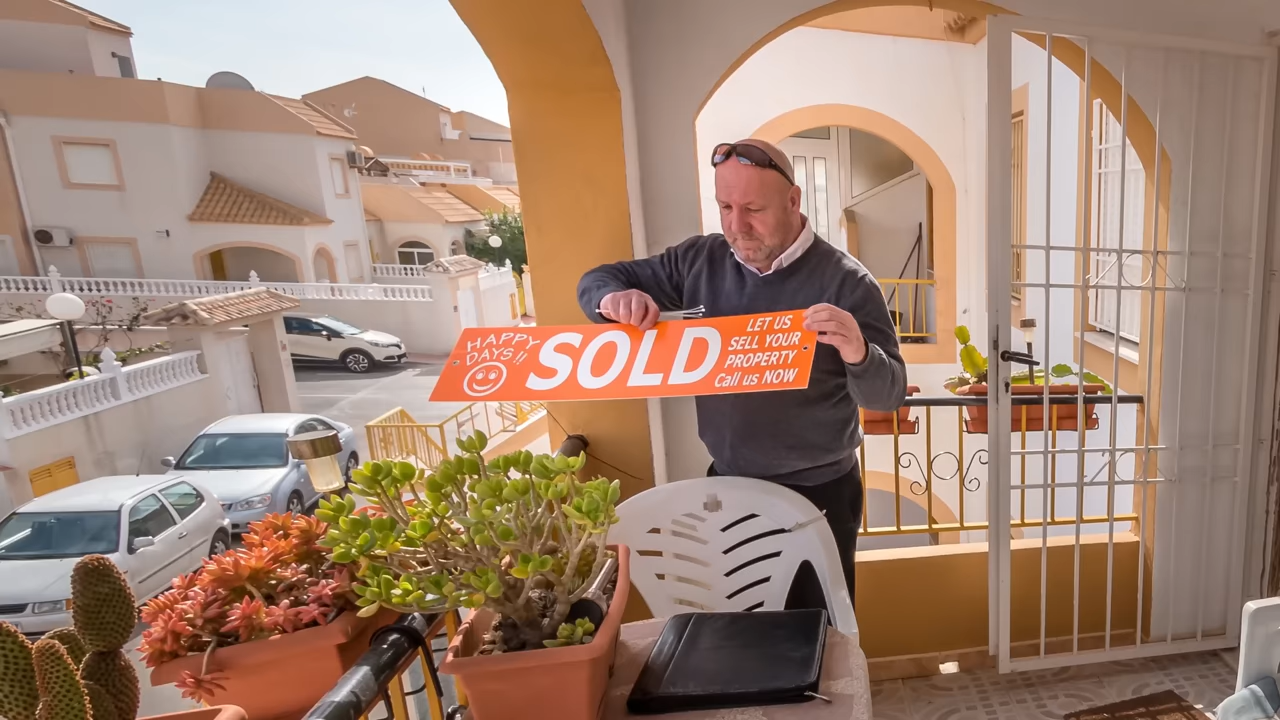 HAPPY
DAYS!!
SOLD
LET US
SELL YOUR
PROPERTY
Call us NOW